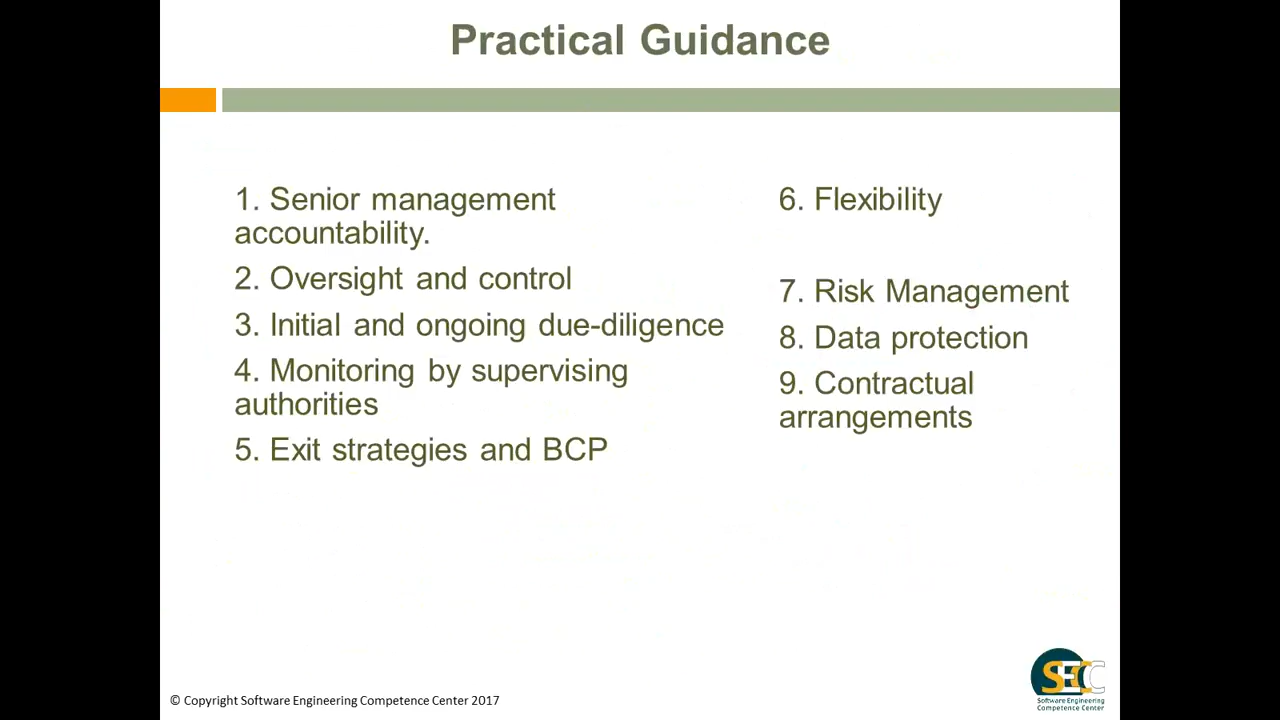 Practical Guidance
1. Senior management
accountability.
2. Oversight and control
3. Initial and ongoing due-diligence
4. Monitoring by supervising
authorities
5. Exit strategies and BCP
6. Flexibility
7. Risk Management
8. Data protection
9. Contractual
arrangements
© Copyright Software Engineering Competence Center 2017
SECC
Software Engineering
Competence Center